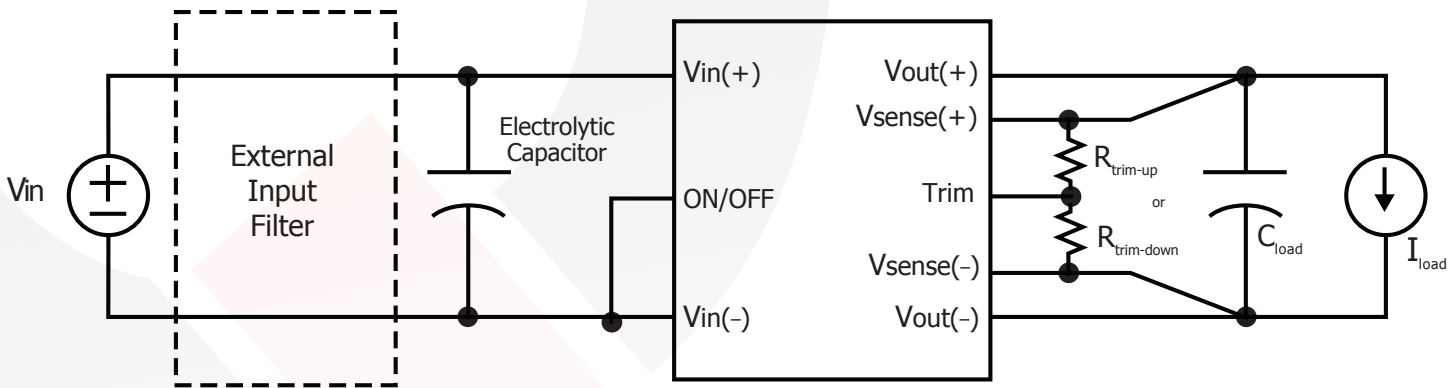 Vin
External
Input
Filter
Electrolytic
Capacitor
Vin(+)
ON/OFF
Vin(–)
Vout(+)
Vsense(+)
Trim
Vsense(–)
Vout(–)
Rtrim-up
or
Rtrim-down
Cload
Iload